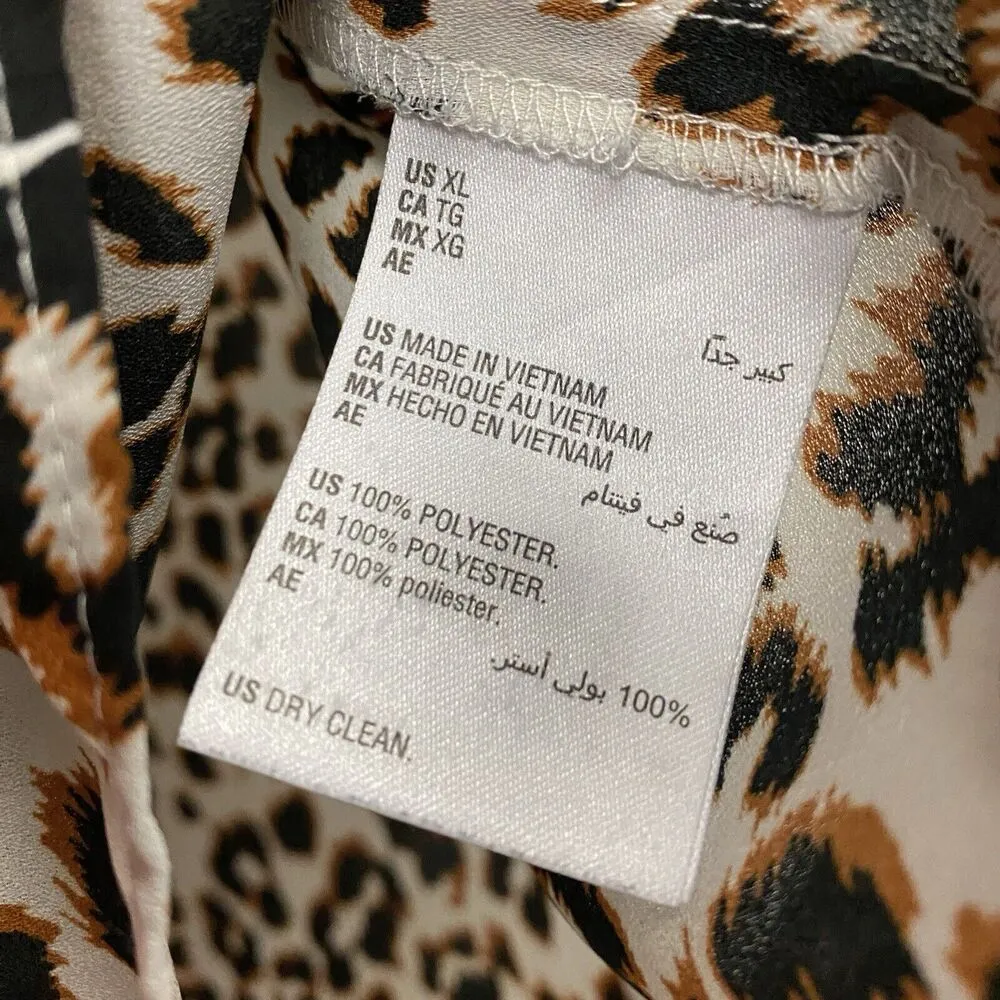 US XL
CA TG
MX XG
AE
كبير جدًّا
US MADE IN VIETNAM
CA FABRIQUÉ AU VIETNAM
MX HECHO EN VIETNAM
AE
صُنع في فيتنام
US 100% POLYESTER.
CA 100% POLYESTER.
MX 100% poliester.
AE
100% بولي أستر.
US DRY CLEAN.